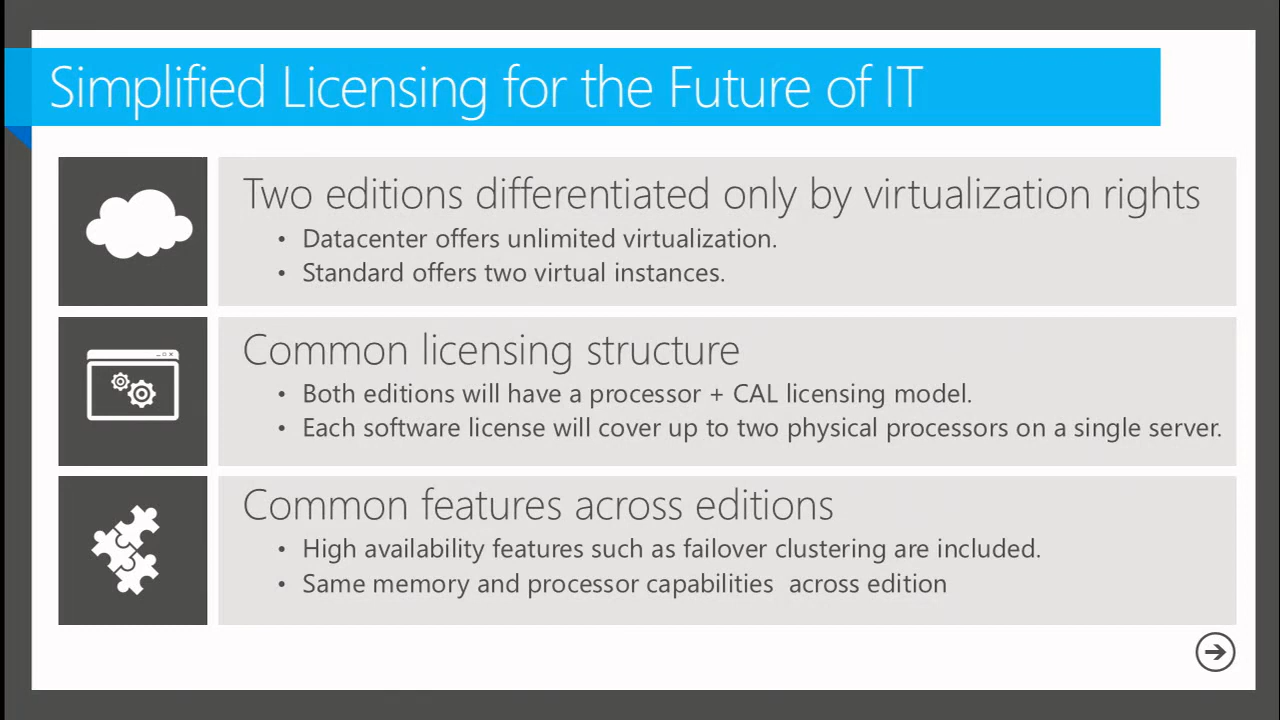 Simplified Licensing for the Future of IT
Two editions differentiated only by virtualization rights
• Datacenter offers unlimited virtualization.
• Standard offers two virtual instances.
Common licensing structure
• Both editions will have a processor + CAL licensing model.
• Each software license will cover up to two physical processors on a single server.
Common features across editions
• High availability features such as failover clustering are included.
• Same memory and processor capabilities  across edition